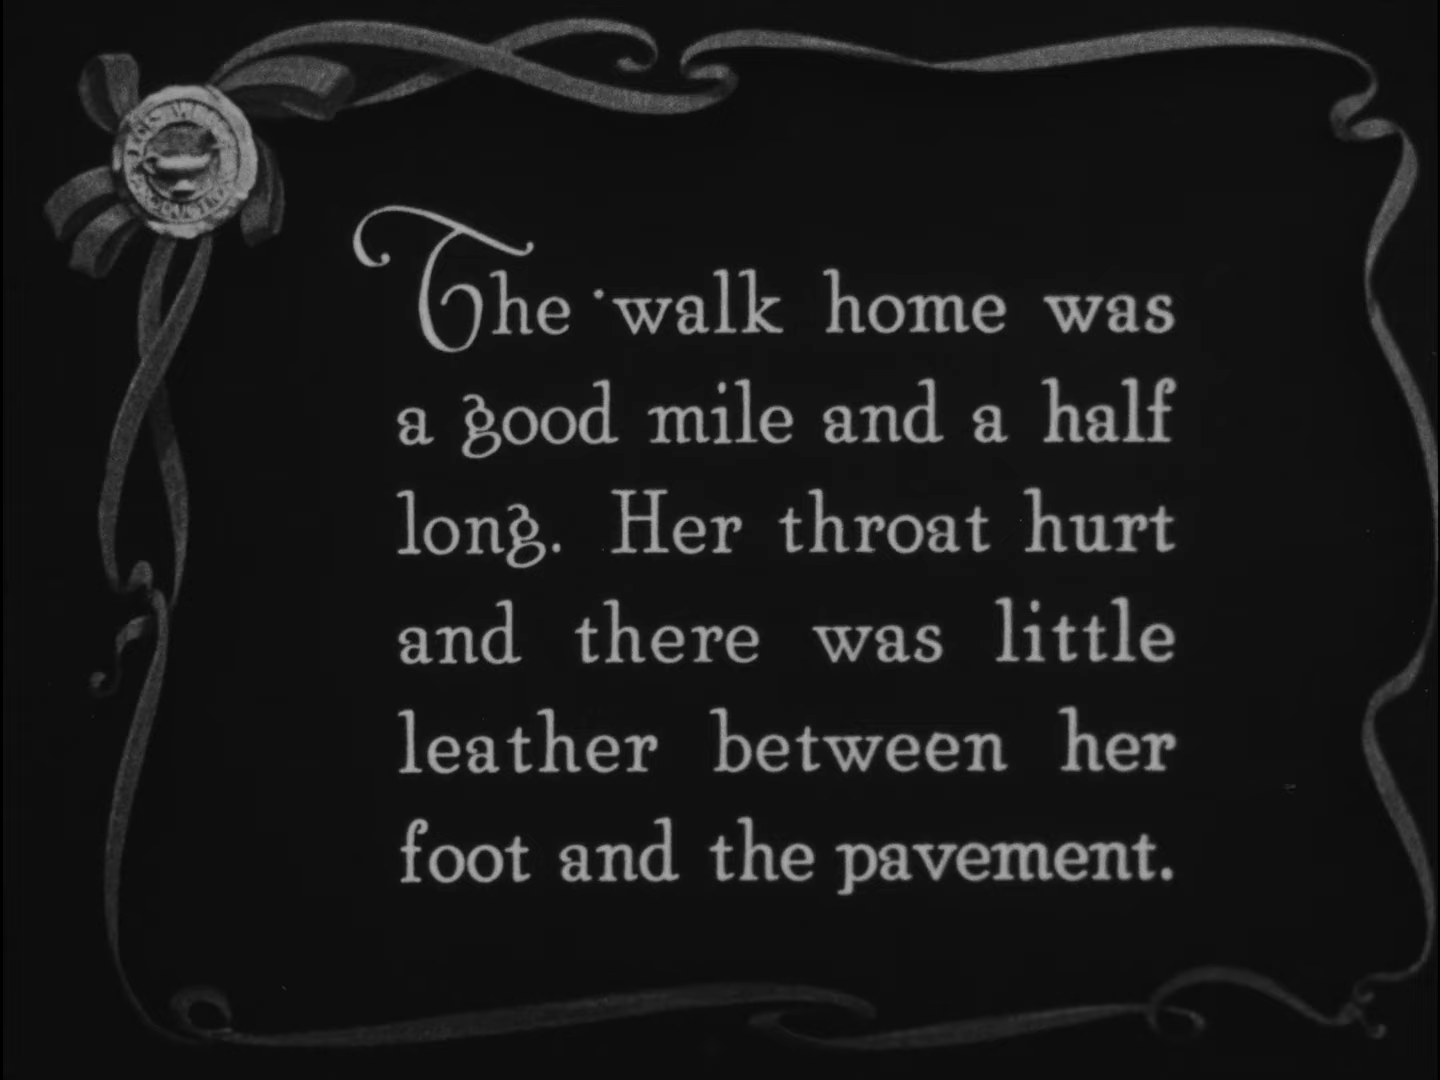 The walk home was
a good mile and a half
long. Her throat hurt
and there was little
leather between her
foot and the pavement.